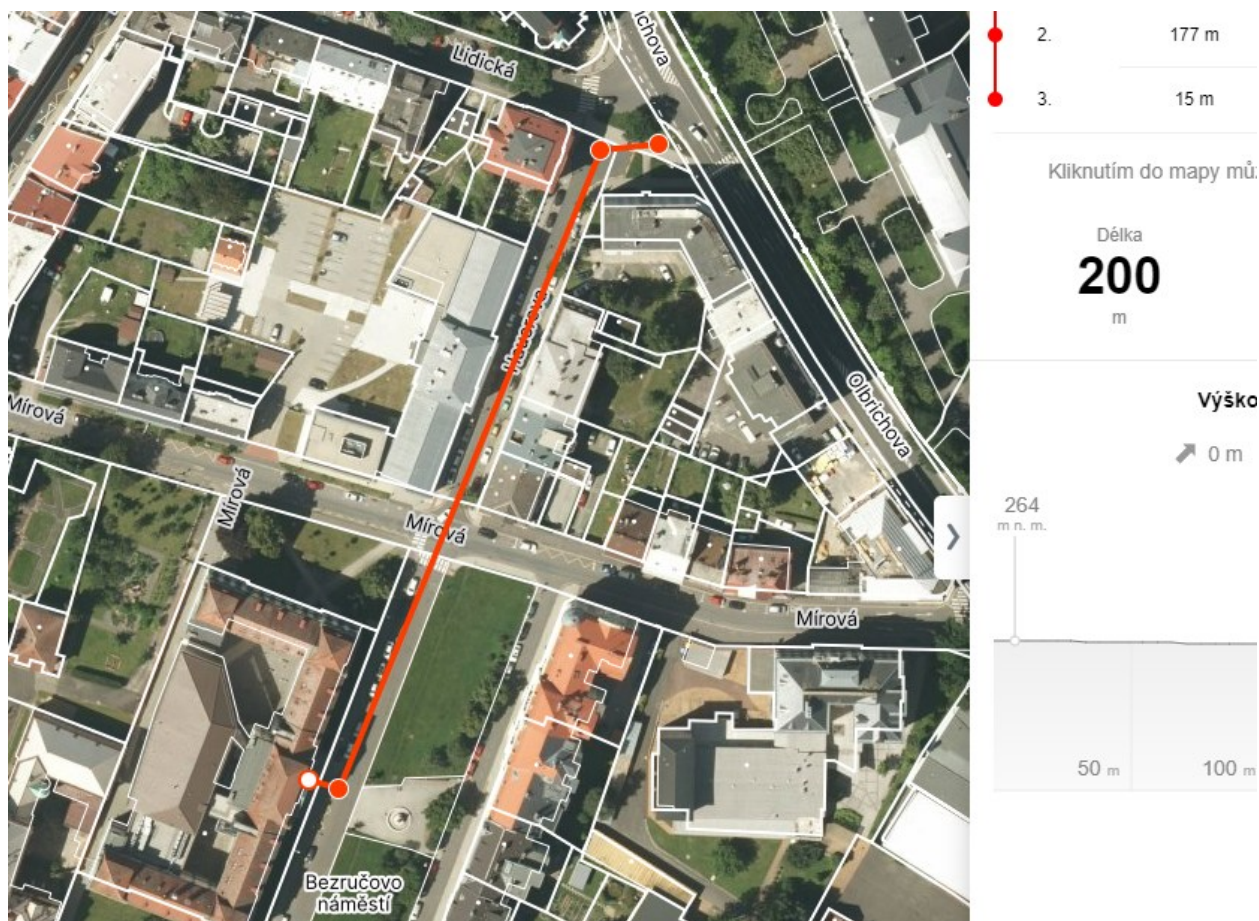 Lidická
chova
2.
177 m
3.
15 m
Kliknutím do mapy mů
Délka
200
m
Olbrichova
Mírová
Mírová
Mírová
Mírová
Výško
0 m
264
m n. m.
50 m
100 m
Bezručovo
náměstí